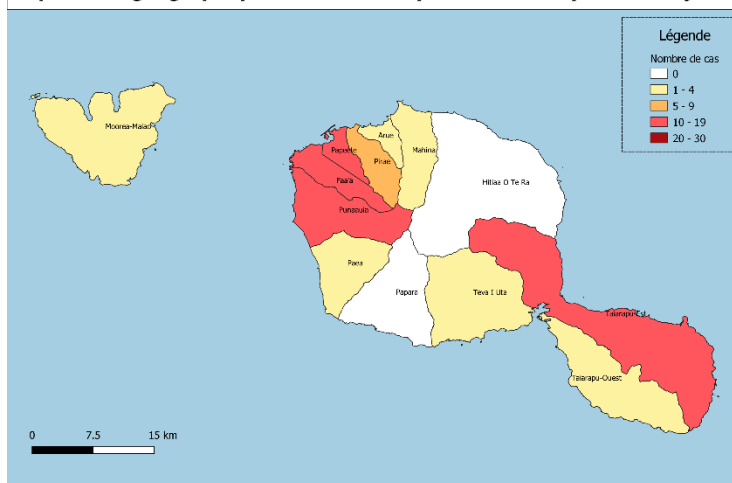 Légende
Nombre de cas
0
1 - 4
5 - 9
10 - 19
20 - 30
Moorea-Maiao
Arue
Mahina
Papeete
Pirae
Hitiaa O Te Ra
Faa'a
Punaauia
Paea
Papara
Teva I Uta
Taiarapu-Est
Taiarapu-Ouest
0 7.5 15 km